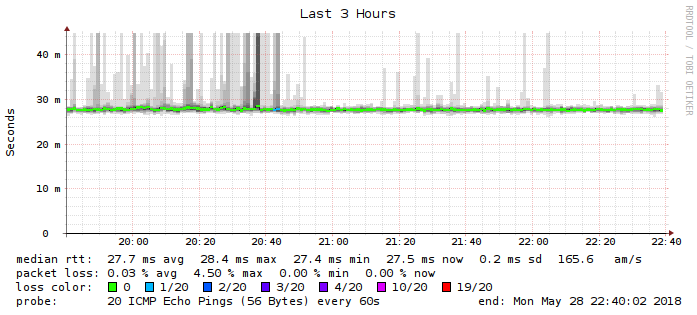 Last 3 Hours
RRDTOOL / TOBI OETIKER
Seconds
40 m
30 m
20 m
10 m
0
20:00 20:20 20:40 21:00 21:20 21:40 22:00 22:20 22:40
median rtt: 27.7 ms avg 28.4 ms max 27.4 ms min 27.5 ms now 0.2 ms sd 165.6 am/s
packet loss: 0.03 % avg 4.50 % max 0.00 % min 0.00 % now
loss color: 0 1/20 2/20 3/20 4/20 10/20 19/20
probe: 20 ICMP Echo Pings (56 Bytes) every 60s end: Mon May 28 22:40:02 2018